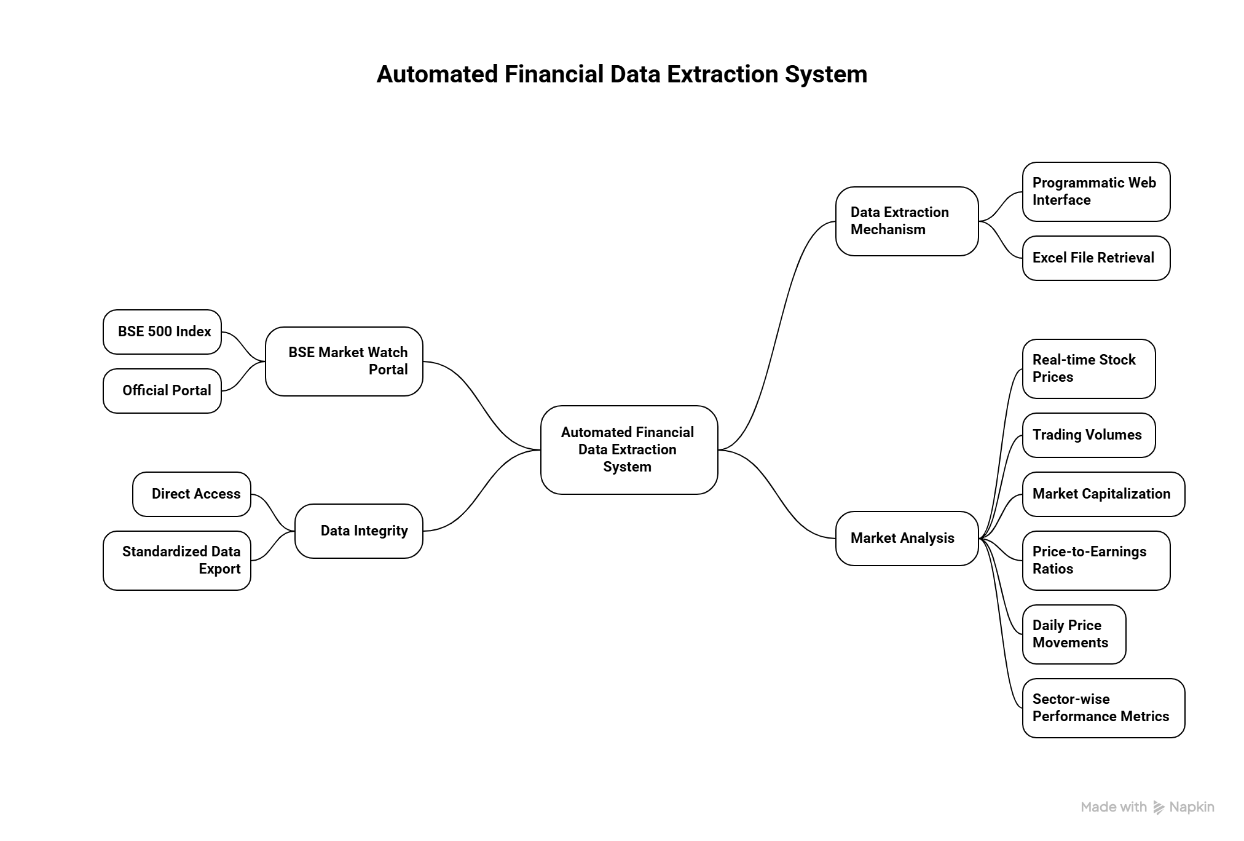 Automated Financial Data Extraction System
BSE 500 Index
Official Portal
BSE Market Watch
Portal
Direct Access
Standardized Data
Export
Data Integrity
Automated Financial
Data Extraction
System
Data Extraction
Mechanism
Programmatic Web
Interface
Excel File Retrieval
Market Analysis
Real-time Stock
Prices
Trading Volumes
Market Capitalization
Price-to-Earnings
Ratios
Daily Price
Movements
Sector-wise
Performance Metrics
Made with Napkin